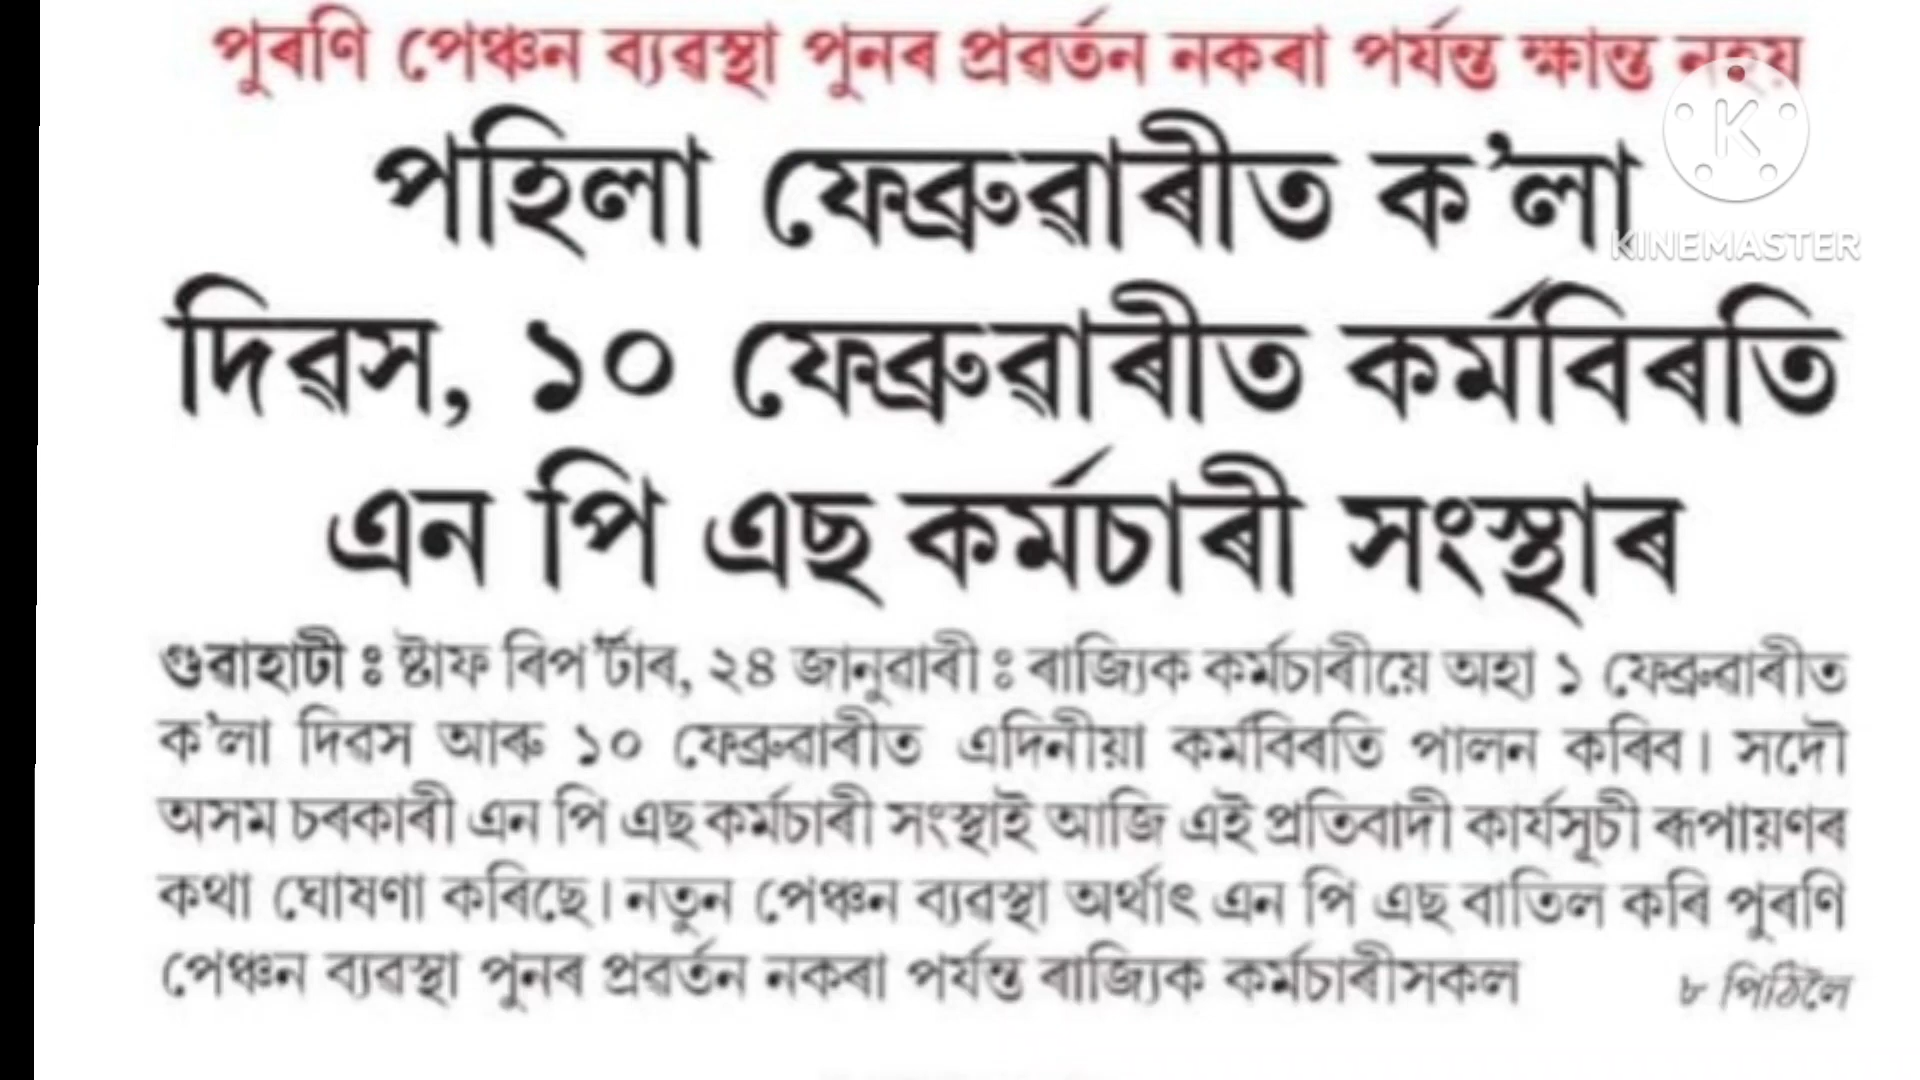 পুৰণি পেঞ্চন ব্যৱস্থা পুনৰ প্ৰৱৰ্তন নকৰা পৰ্যন্ত ক্ষান্ত নহয়
পহিলা ফেব্ৰুৱাৰীত ক'লা
দিৱস, ১০ ফেব্ৰুৱাৰীত কৰ্মবিৰতি
এন পি এছ কৰ্মচাৰী সংস্থাৰ
গুৱাহাটী ঃ ষ্টাফ ৰিপ'ৰ্টাৰ, ২৪ জানুৱাৰী ঃ ৰাজ্যিক কৰ্মচাৰীয়ে অহা ১ ফেব্ৰুৱাৰীত
ক'লা দিৱস আৰু ১০ ফেব্ৰুৱাৰীত এদিনীয়া কৰ্মবিৰতি পালন কৰিব। সদৌ
অসম চৰকাৰী এন পি এছ কৰ্মচাৰী সংস্থাই আজি এই প্ৰতিবাদী কাৰ্যসূচী ৰূপায়ণৰ
কথা ঘোষণা কৰিছে। নতুন পেঞ্চন ব্যৱস্থা অৰ্থাৎ এন পি এছ বাতিল কৰি পুৰণি
পেঞ্চন ব্যৱস্থা পুনৰ প্ৰৱৰ্তন নকৰা পৰ্যন্ত ৰাজ্যিক কৰ্মচাৰীসকল ৮ পিঠিলৈ
K
KINEMASTER